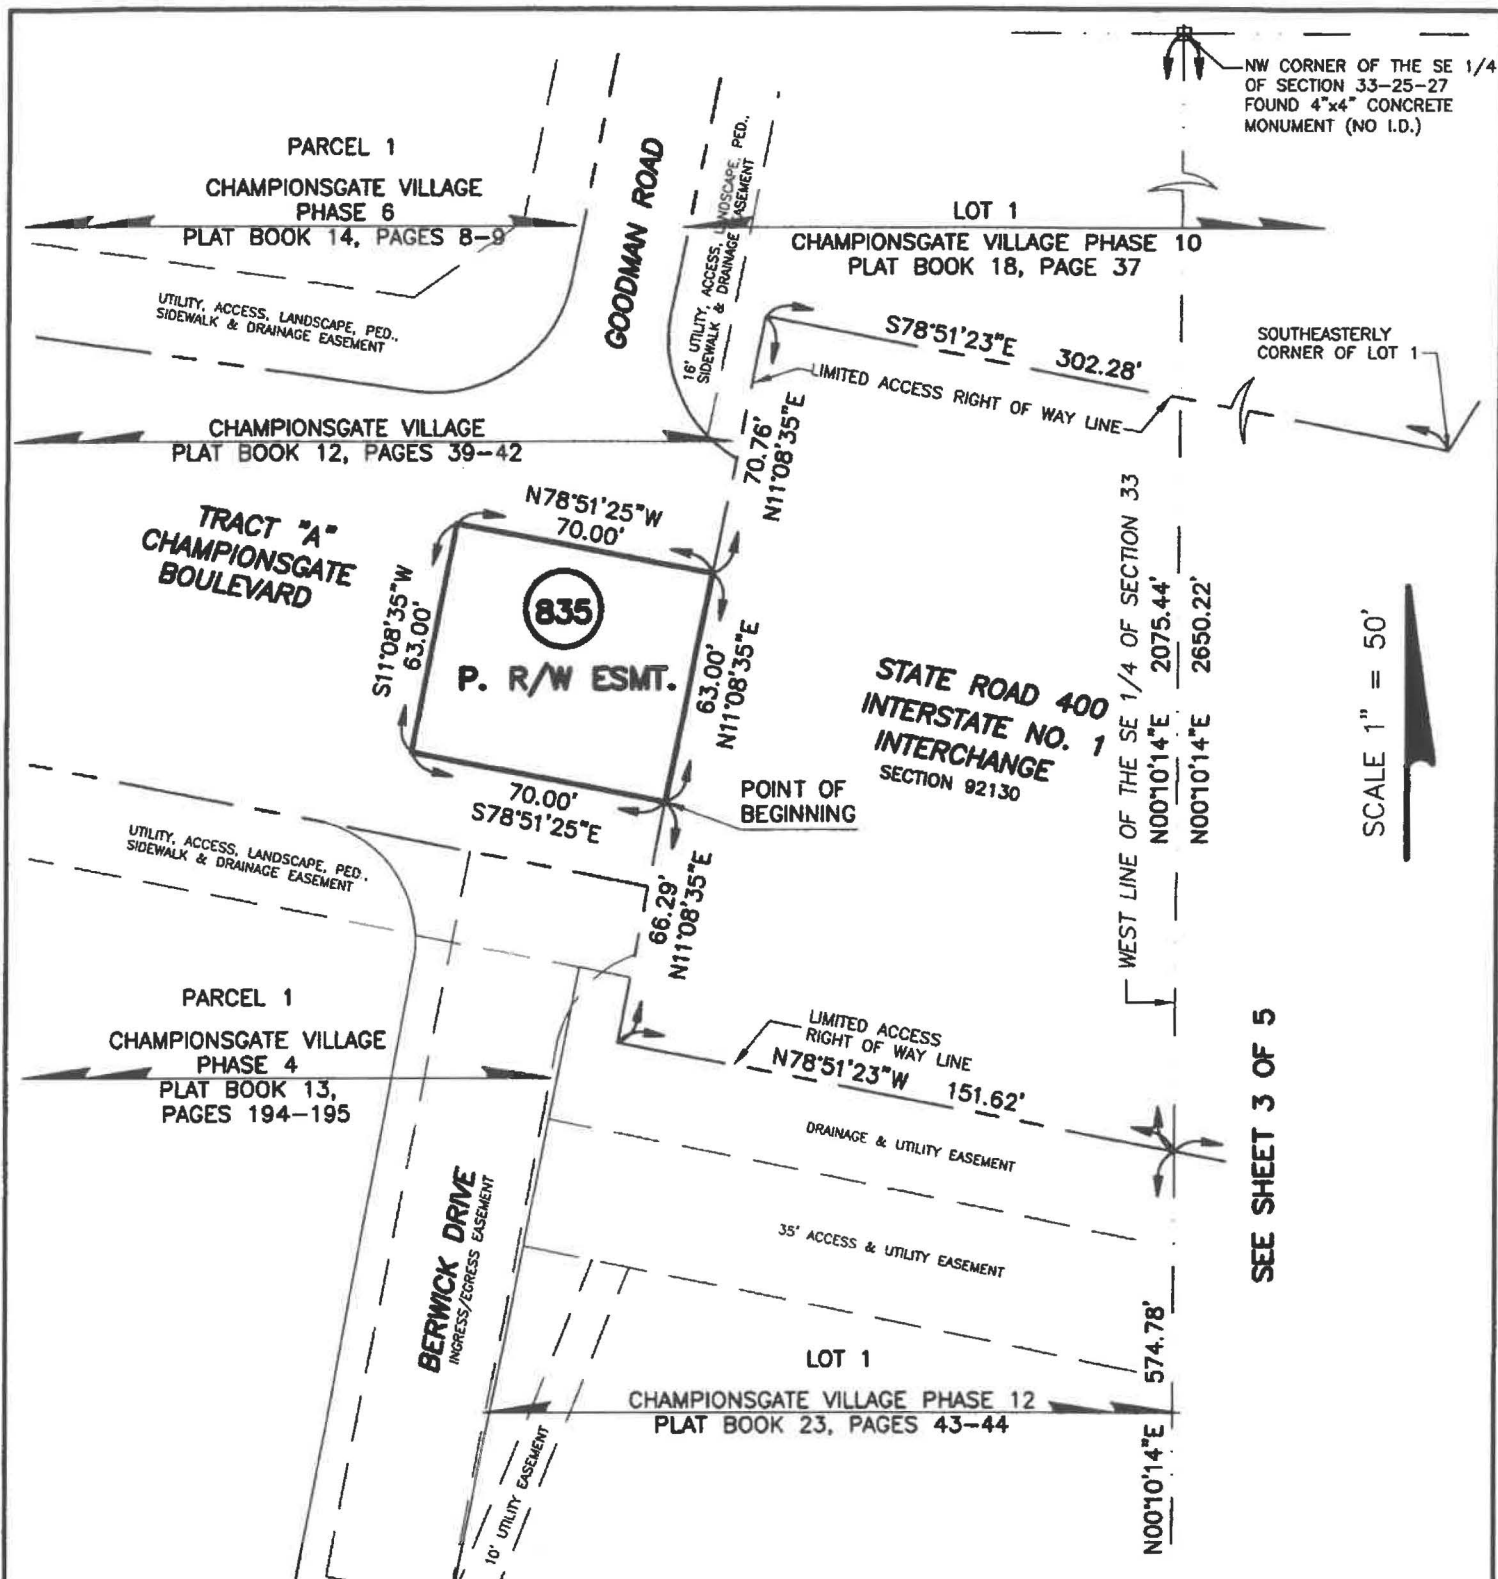 NW CORNER OF THE SE 1/4
OF SECTION 33-25-27
FOUND 4"x4" CONCRETE
MONUMENT (NO I.D.)
PARCEL 1
CHAMPIONSGATE VILLAGE
PHASE 6
PLAT BOOK 14, PAGES 8-9
UTILITY, ACCESS, LANDSCAPE, PED.,
SIDEWALK & DRAINAGE EASEMENT
GOODMAN ROAD
16' UTILITY, ACCESS, LANDSCAPE, PED.,
SIDEWALK & DRAINAGE EASEMENT
LOT 1
CHAMPIONSGATE VILLAGE PHASE 10
PLAT BOOK 18, PAGE 37
S78°51'23"E 302.28'
LIMITED ACCESS RIGHT OF WAY LINE
SOUTHEASTERLY
CORNER OF LOT 1
CHAMPIONSGATE VILLAGE
PLAT BOOK 12, PAGES 39-42
70.76'
N11°08'35"E
TRACT "A"
CHAMPIONSGATE
BOULEVARD
N78°51'25"W
70.00'
S11°08'35"W
63.00'
835
P. R/W ESMT.
63.00'
N11°08'35"E
70.00'
S78°51'25"E
POINT OF
BEGINNING
STATE ROAD 400
INTERSTATE NO. 1
INTERCHANGE
SECTION 92130
WEST LINE OF THE SE 1/4 OF SECTION 33
N00°10'14"E 2075.44'
N00°10'14"E 2650.22'
SCALE 1" = 50'
UTILITY, ACCESS, LANDSCAPE, PED.,
SIDEWALK & DRAINAGE EASEMENT
66.29'
N11°08'35"E
PARCEL 1
CHAMPIONSGATE VILLAGE
PHASE 4
PLAT BOOK 13,
PAGES 194-195
LIMITED ACCESS
RIGHT OF WAY LINE
N78°51'23"W 151.62'
DRAINAGE & UTILITY EASEMENT
35' ACCESS & UTILITY EASEMENT
SEE SHEET 3 OF 5
BERWICK DRIVE
INGRESS/EGRESS EASEMENT
LOT 1
CHAMPIONSGATE VILLAGE PHASE 12
PLAT BOOK 23, PAGES 43-44
10' UTILITY EASEMENT
N00°10'14"E 574.78'